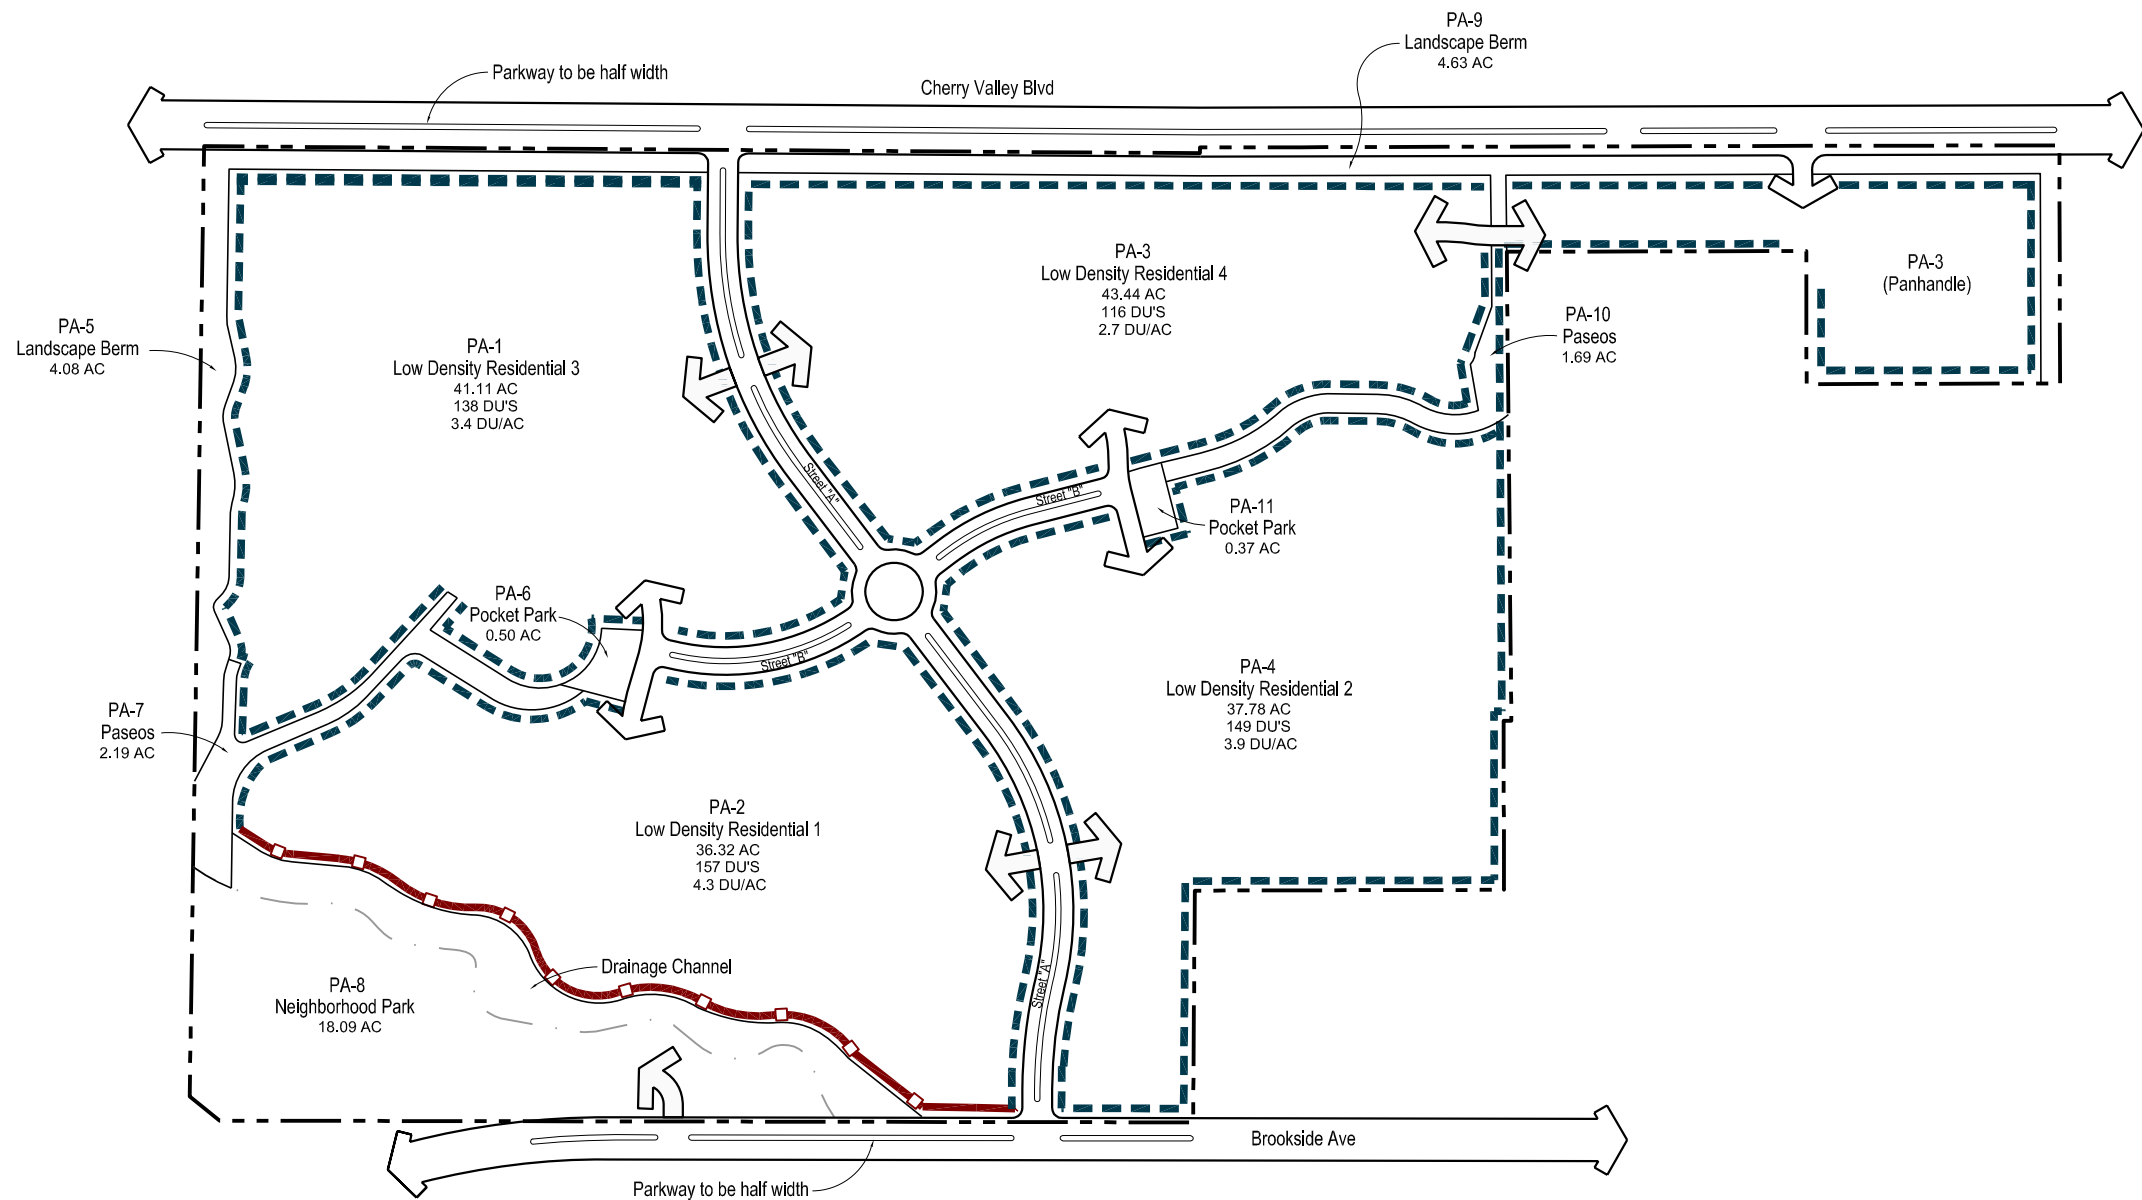 PA-9
Landscape Berm
4.63 AC
Parkway to be half width
Cherry Valley Blvd
PA-3
Low Density Residential 4
43.44 AC
116 DU'S
2.7 DU/AC
PA-3
(Panhandle)
PA-5
Landscape Berm
4.08 AC
PA-1
Low Density Residential 3
41.11 AC
138 DU'S
3.4 DU/AC
PA-10
Paseos
1.69 AC
Street "A"
Street "B"
PA-11
Pocket Park
0.37 AC
PA-6
Pocket Park
0.50 AC
Street "B"
PA-4
Low Density Residential 2
37.78 AC
149 DU'S
3.9 DU/AC
PA-7
Paseos
2.19 AC
PA-2
Low Density Residential 1
36.32 AC
157 DU'S
4.3 DU/AC
Drainage Channel
Street "A"
PA-8
Neighborhood Park
18.09 AC
Brookside Ave
Parkway to be half width